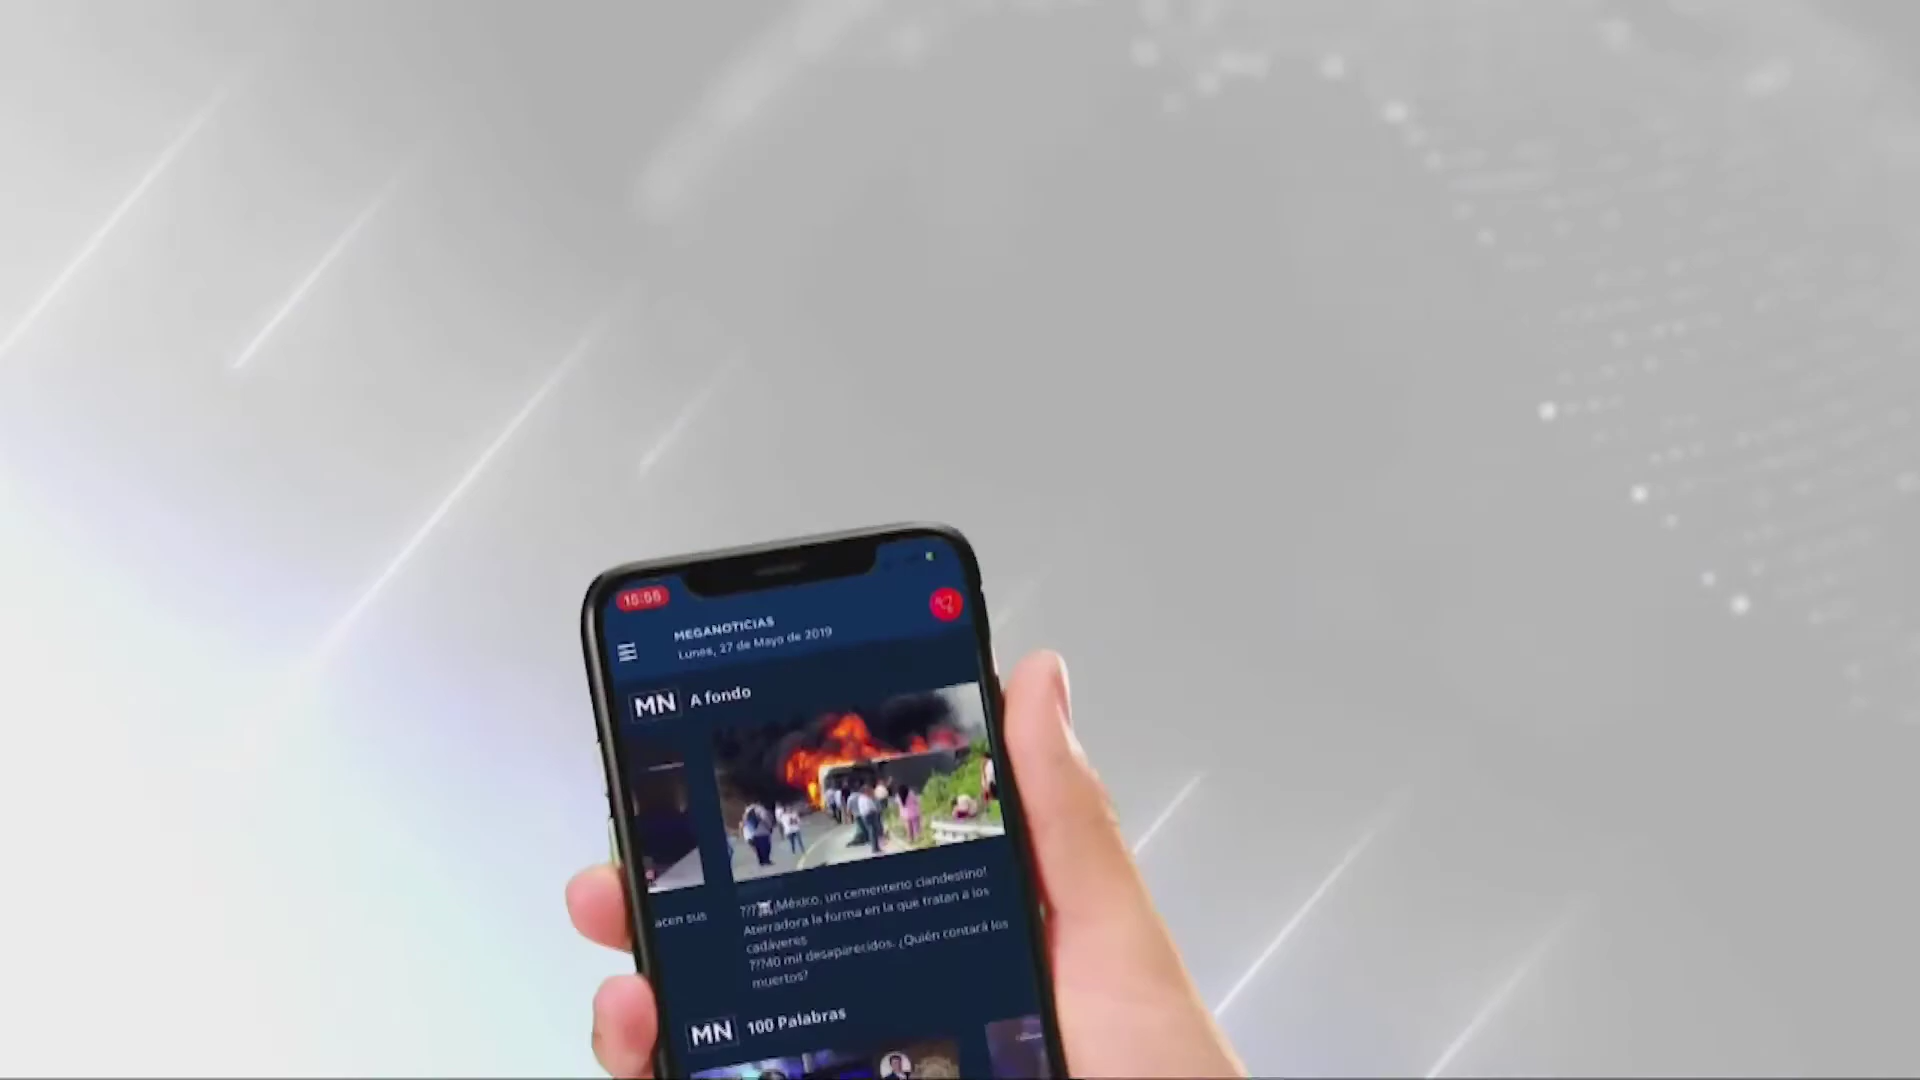 15:56
MEGANOTICIAS
Lunes, 27 de Mayo de 2019
MN A fondo
acen sus
???☠¡México, un cementerio clandestino!
Aterradora la forma en la que tratan a los
cadáveres
???40 mil desaparecidos. ¿Quién contará los
muertos?
MN 100 Palabras